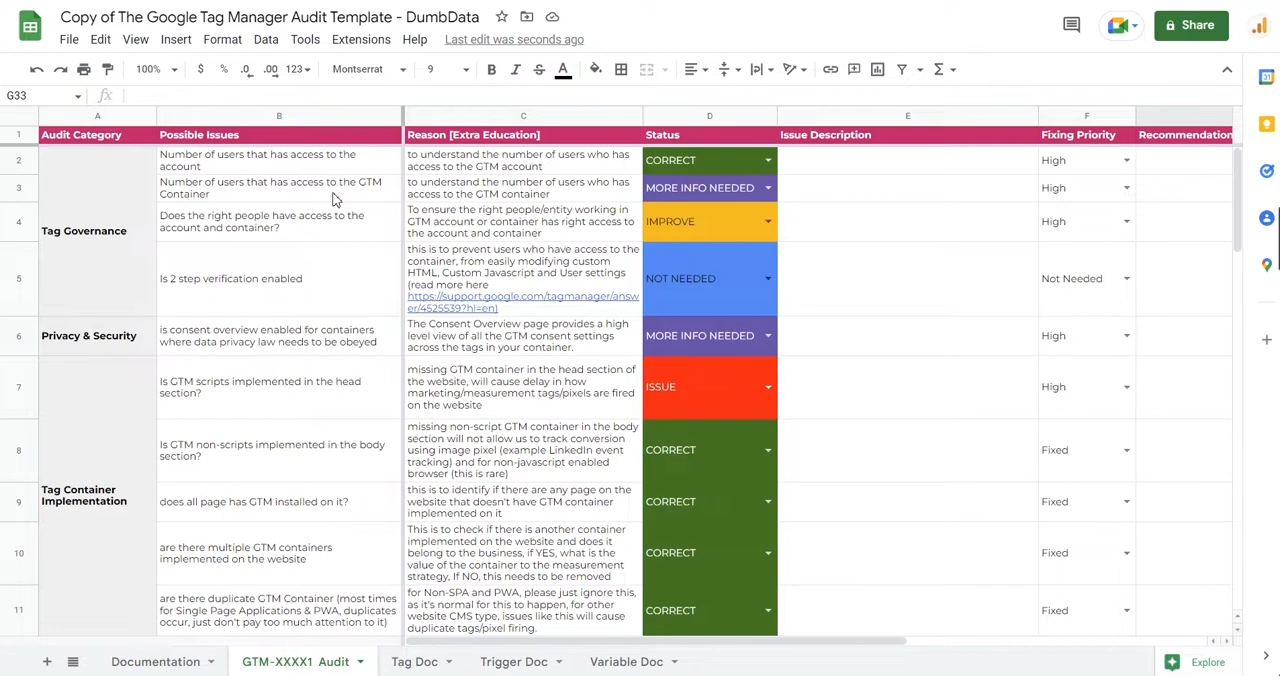 Copy of The Google Tag Manager Audit Template - DumbData
File Edit View Insert Format Data Tools Extensions Help Last edit was seconds ago
Share
100% $ % .0 .00 123 Montserrat 9 B I S A
G33 fx
A B C D E F
1 Audit Category Possible Issues Reason [Extra Education] Status Issue Description Fixing Priority Recommendation
2 Number of users that has access to the
account
to understand the number of users who has
access to the GTM account
CORRECT
High
3 Number of users that has access to the GTM
Container
to understand the number of users who has
access to the GTM container
MORE INFO NEEDED
High
Tag Governance
4 Does the right people have access to the
account and container?
To ensure the right people/entity working in
GTM account or container has right access to
the account and container
IMPROVE
High
5 Is 2 step verification enabled
this is to prevent users who have access to the
container, from easily modifying custom
HTML, Custom Javascript and User settings
(read more here
https://support.google.com/tagmanager/answ
er/4525539?hl=en)
NOT NEEDED
Not Needed
6 Privacy & Security
is consent overview enabled for containers
where data privacy law needs to be obeyed
The Consent Overview page provides a high
level view of all the GTM consent settings
across the tags in your container.
MORE INFO NEEDED
High
7 Is GTM scripts implemented in the head
section?
missing GTM container in the head section of
the website, will cause delay in how
marketing/measurement tags/pixels are fired
on the website
ISSUE
High
8 Is GTM non-scripts implemented in the body
section?
missing non-script GTM container in the body
section will not allow us to track conversion
using image pixel (example LinkedIn event
tracking) and for non-javascript enabled
browser (this is rare)
CORRECT
Fixed
Tag Container
Implementation
9 does all page has GTM installed on it?
this is to identify if there are any page on the
website that doesn't have GTM container
implemented on it
CORRECT
Fixed
10 are there multiple GTM containers
implemented on the website
This is to check if there is another container
implemented on the website and does it
belong to the business, if YES, what is the
value of the container to the measurement
strategy, If NO, this needs to be removed
CORRECT
Fixed
11 are there duplicate GTM Container (most times
for Single Page Applications & PWA, duplicates
occur, just don't pay too much attention to it)
for Non-SPA and PWA, please just ignore this,
as it's normal for this to happen, for other
website CMS type, issues like this will cause
duplicate tags/pixel firing.
CORRECT
Fixed
Documentation GTM-XXXX1 Audit Tag Doc Trigger Doc Variable Doc Explore